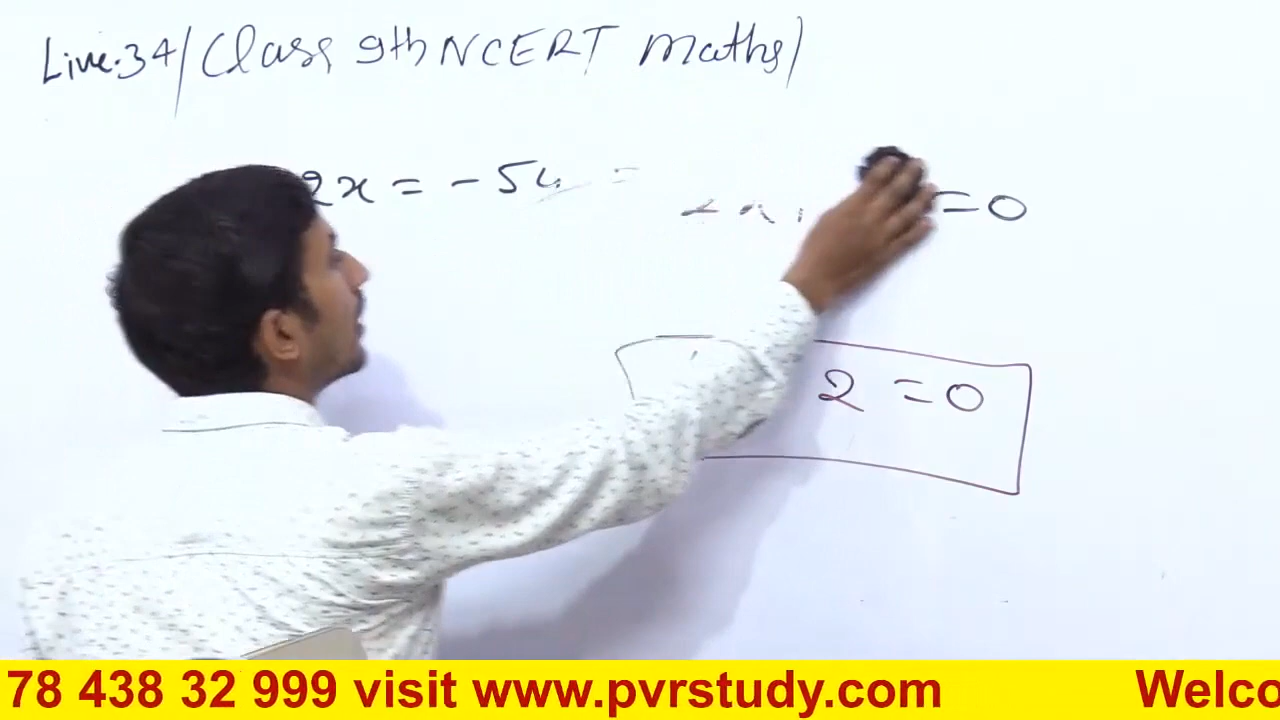 Live.34/(Class 9th NCERT Maths)
2x = -5y =
=0
2 =0
78 438 32 999 visit www.pvrstudy.com Welco